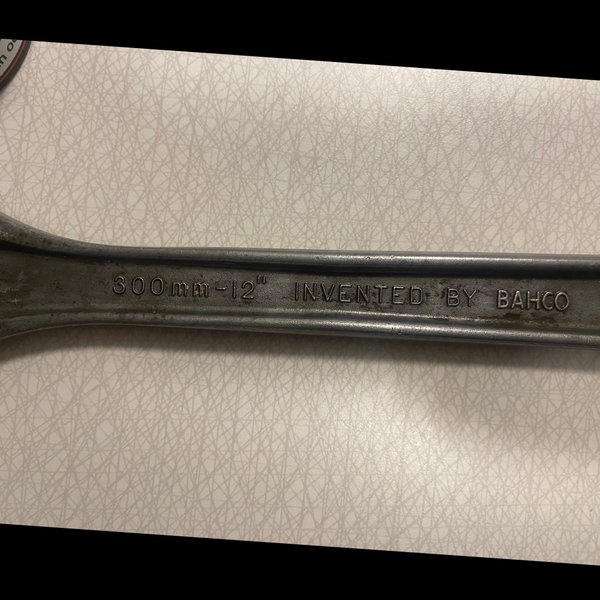 300mm-12" INVENTED BY BAHCO